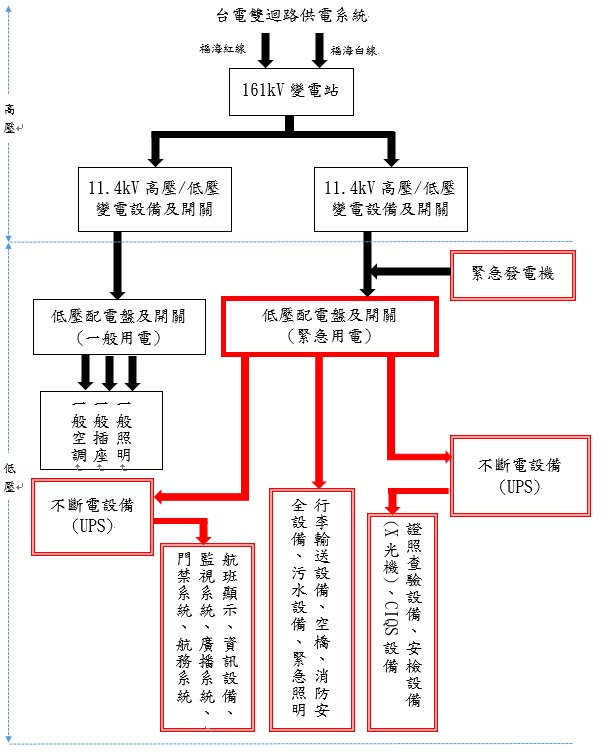 台電雙迴路供電系統
福海紅線
福海白線
161kV 變電站
高
壓
11.4kV 高壓/低壓
變電設備及開關
11.4kV 高壓/低壓
變電設備及開關
緊急發電機
低壓配電盤及開關
(一般用電)
低壓配電盤及開關
(緊急用電)
一般照明
一般插座
一般空調
低
壓
不斷電設備
(UPS)
不斷電設備
(UPS)
航班顯示、資訊設備、
監視系統、廣播系統、
門禁系統、航務系統
行李輸送設備、空橋、消防安
全設備、污水設備、緊急照明
證照查驗設備、安檢設備
(X 光機)、CIQS 設備